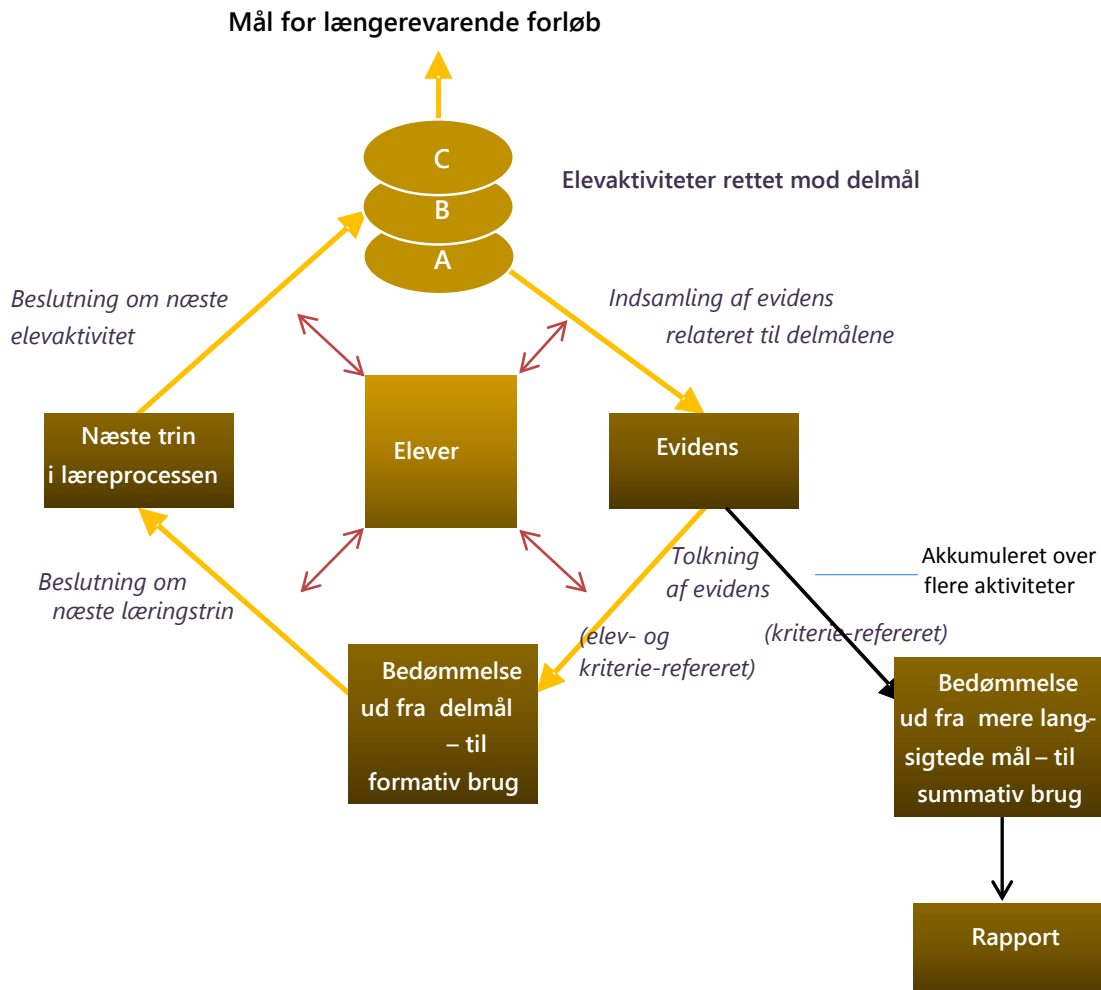 Mål for længerevarende forløb
C
B
A
Elevaktiviteter rettet mod delmål
Beslutning om næste
elevaktivitet
Indsamling af evidens
relateret til delmålene
Næste trin
i læreprocessen
Elever
Evidens
Beslutning om
næste læringstrin
Tolkning
af evidens
(elev- og
kriterie-refereret)
(kriterie-refereret)
Akkumuleret over
flere aktiviteter
Bedømmelse
ud fra delmål
– til
formativ brug
Bedømmelse
ud fra mere lang-
sigtede mål – til
summativ brug
Rapport